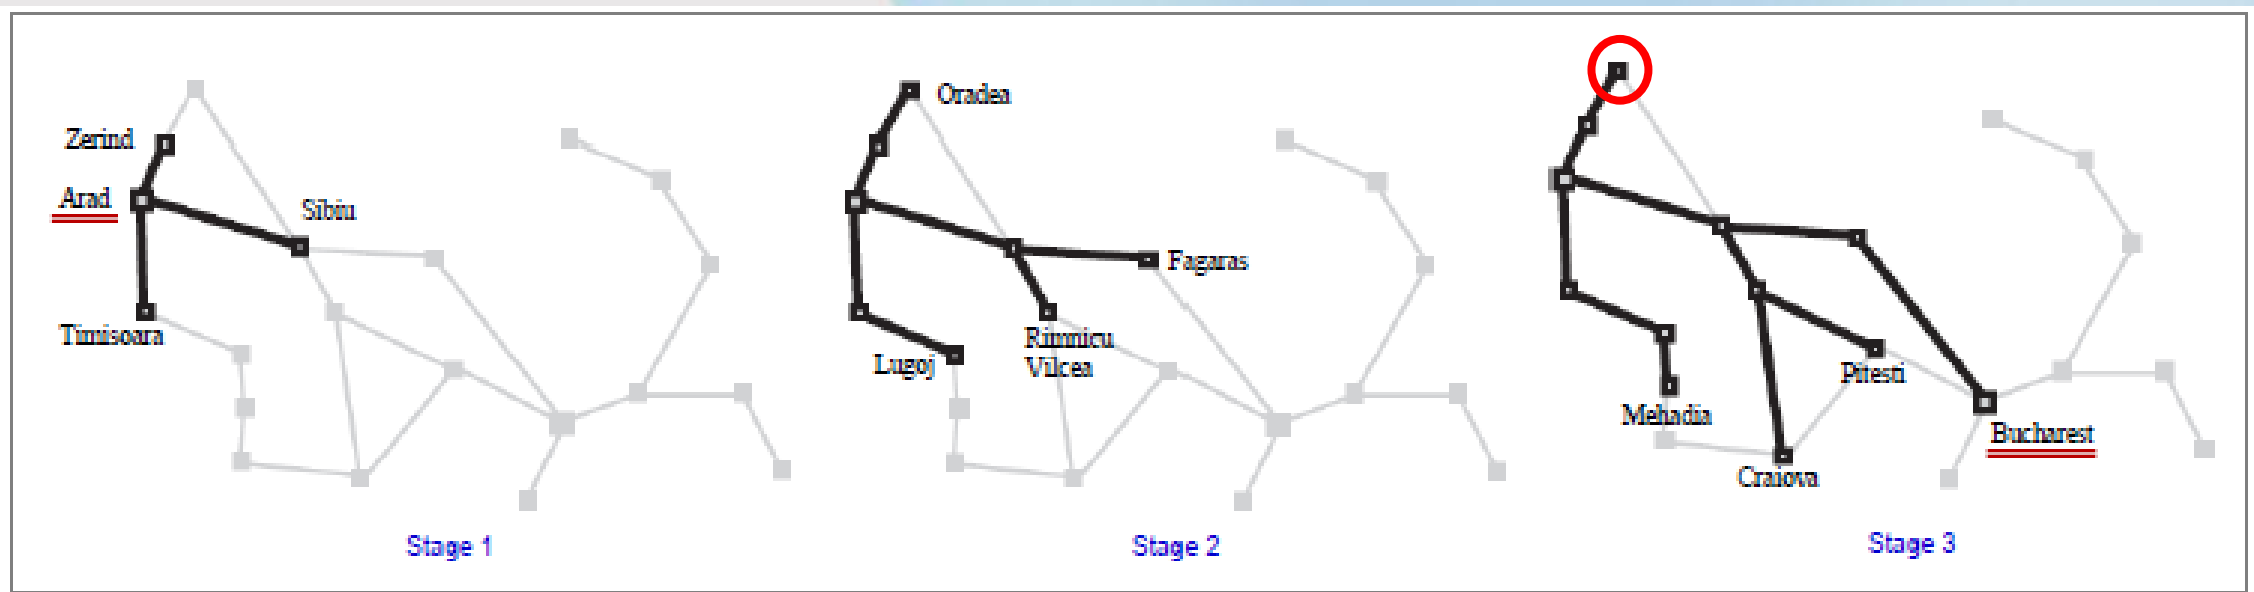 Zerind
Arad
Sibiu
Timisoara
Stage 1
Oradea
Fagaras
Rimnicu
Vilcea
Lugoj
Stage 2
Pitesti
Mehadia
Bucharest
Craiova
Stage 3